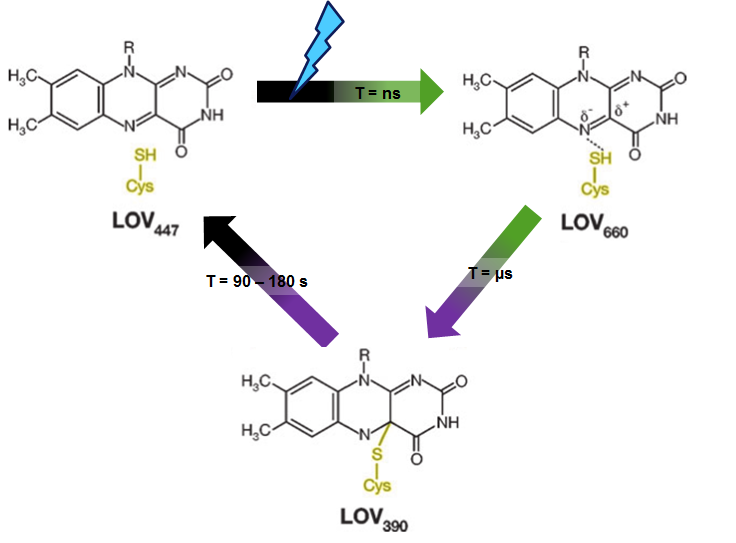 R
H₃C
N
N
O
T = ns
H₃C
N
NH
O
SH
Cys
LOV₄₄₇
R
H₃C
N
N
O
δ⁻
δ⁺
H₃C
N
NH
O
SH
Cys
LOV₆₆₀
T = 90 – 180 s
T = µs
R
H₃C
N
N
O
H₃C
N
NH
O
S
Cys
LOV₃₉₀